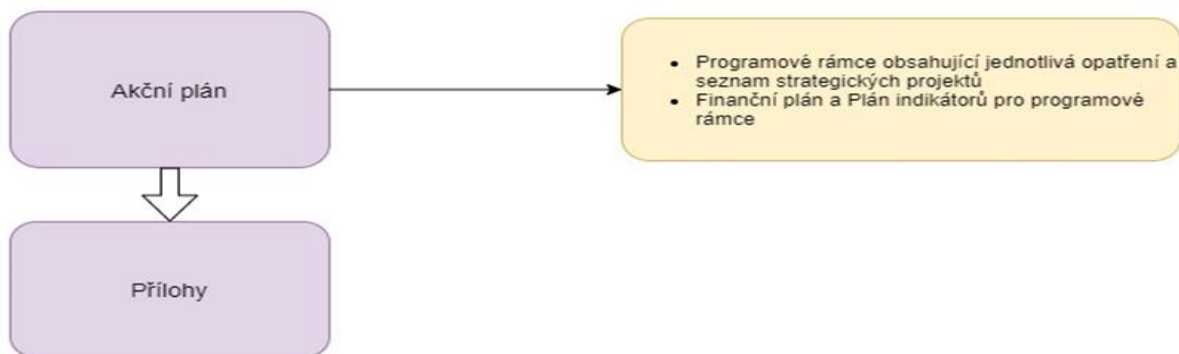 Akční plán
• Programové rámce obsahující jednotlivá opatření a
seznam strategických projektů
• Finanční plán a Plán indikátorů pro programové
rámce
Přílohy